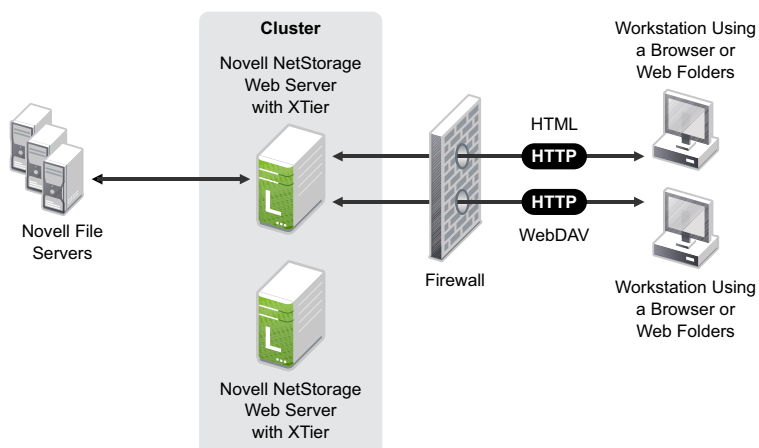 Cluster
Novell NetStorage
Web Server
with XTier
Workstation Using
a Browser or
Web Folders
HTML
HTTP
HTTP
WebDAV
Novell File
Servers
L
Firewall
Workstation Using
a Browser or
Web Folders
L
Novell NetStorage
Web Server
with XTier